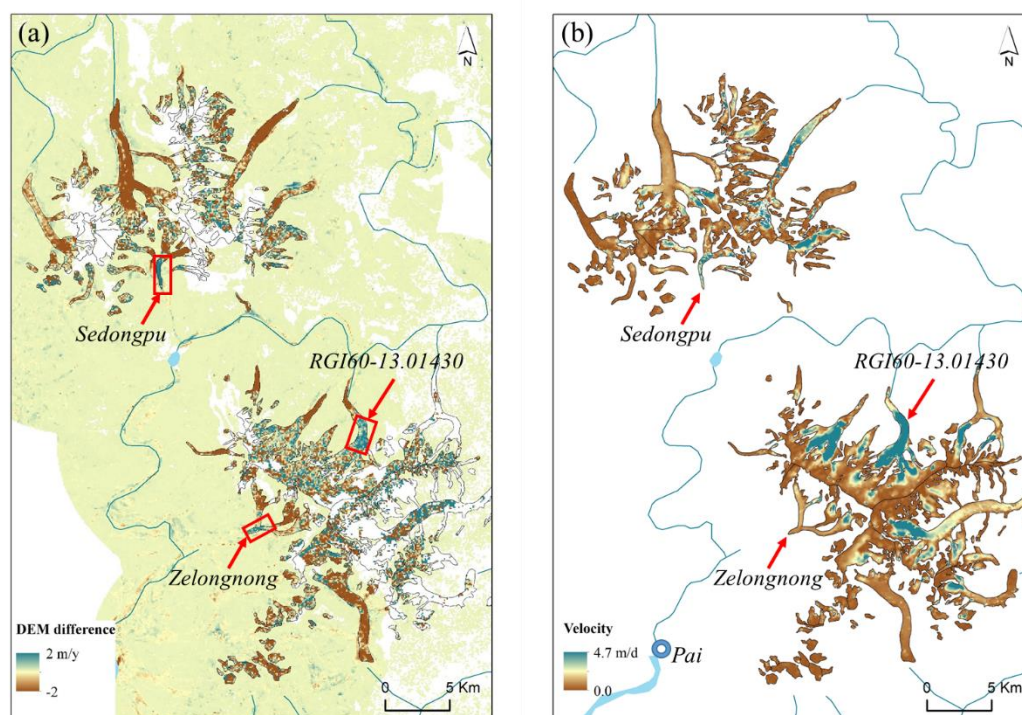 (a)
N
Sedongpu
RGI60-13.01430
Zelongnong
DEM difference
2 m/y
-2
0 5 Km
(b)
N
Sedongpu
RGI60-13.01430
Zelongnong
Velocity
4.7 m/d
0.0
Pai
0 5 Km